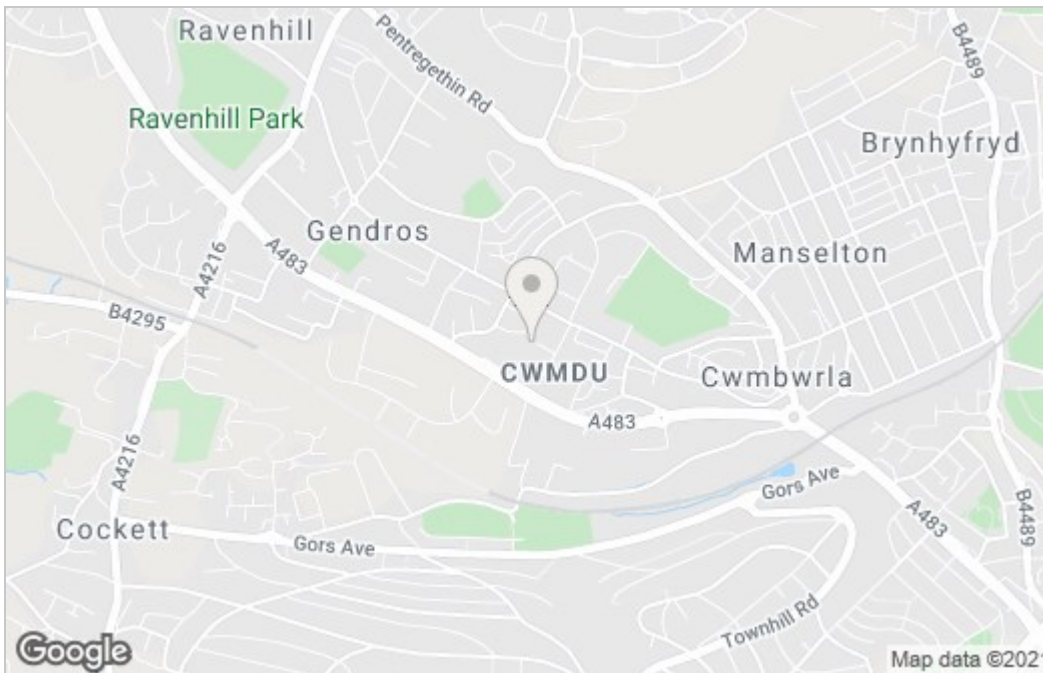 Ravenhill
Pentregethin Rd
B4489
Ravenhill Park
Brynhyfryd
Gendros
A4216
A483
Manselton
B4295
CWMDU
Cwmbwrla
A483
A4216
Gors Ave
A483
B4489
Cockett
Gors Ave
Townhill Rd
Google
Map data ©2021